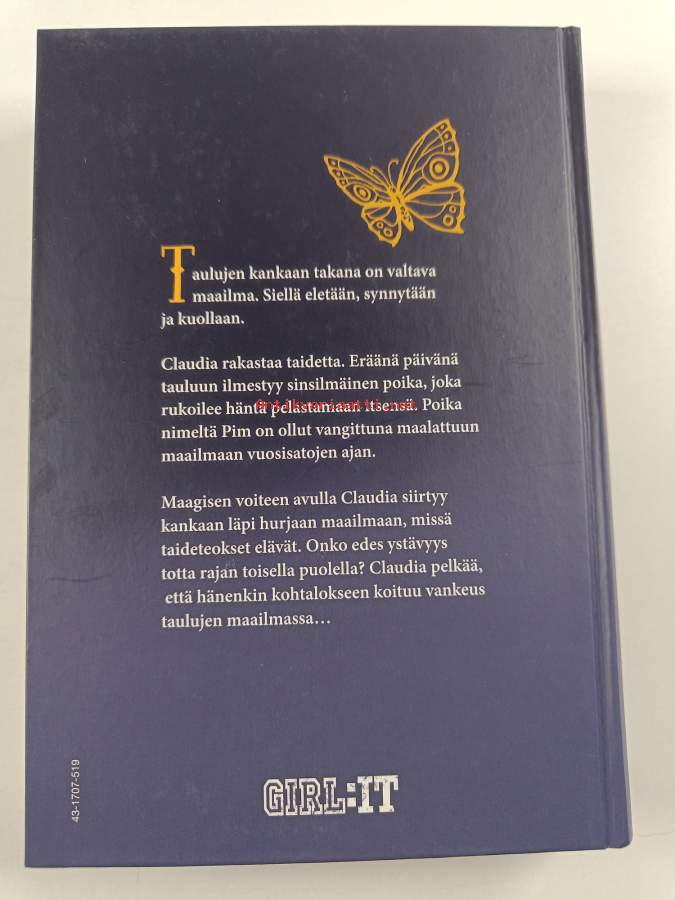 Taulujen kankaan takana on valtava
maailma. Siellä eletään, synnytään
ja kuollaan.
Claudia rakastaa taidetta. Eräänä päivänä
tauluun ilmestyy sinsilmäinen poika, joka
rukoilee häntä pelastamaan itsensä. Poika
Antikvariaatti.net
nimeltä Pim on ollut vangittuna maalattuun
maailmaan vuosisatojen ajan.
Maagisen voiteen avulla Claudia siirtyy
kankaan läpi hurjaan maailmaan, missä
taideteokset elävät. Onko edes ystävyys
totta rajan toisella puolella? Claudia pelkää,
että hänenkin kohtalokseen koituu vankeus
taulujen maailmassa…
43-1707-519
GIRL:IT